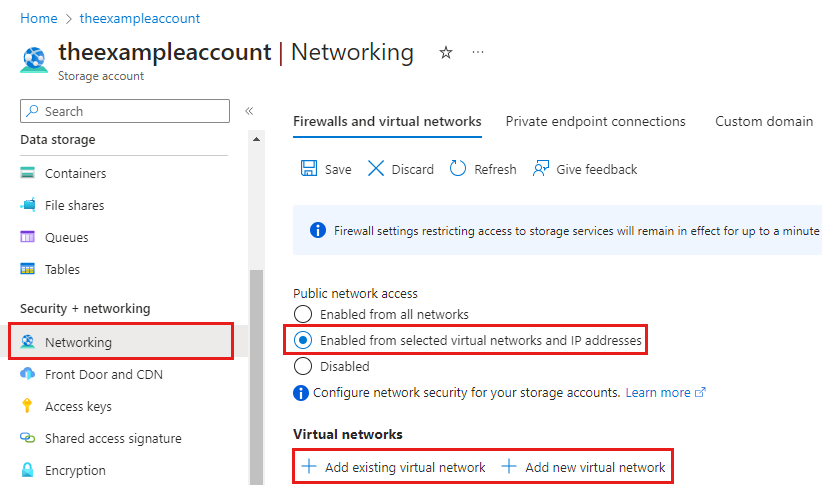 Home > theexampleaccount
theexampleaccount | Networking
Storage account
Search
Data storage
Containers
File shares
Queues
Tables
Security + networking
Networking
Front Door and CDN
Access keys
Shared access signature
Encryption
Firewalls and virtual networks Private endpoint connections Custom domain
Save Discard Refresh Give feedback
Firewall settings restricting access to storage services will remain in effect for up to a minute
Public network access
Enabled from all networks
Enabled from selected virtual networks and IP addresses
Disabled
Configure network security for your storage accounts. Learn more
Virtual networks
+ Add existing virtual network + Add new virtual network